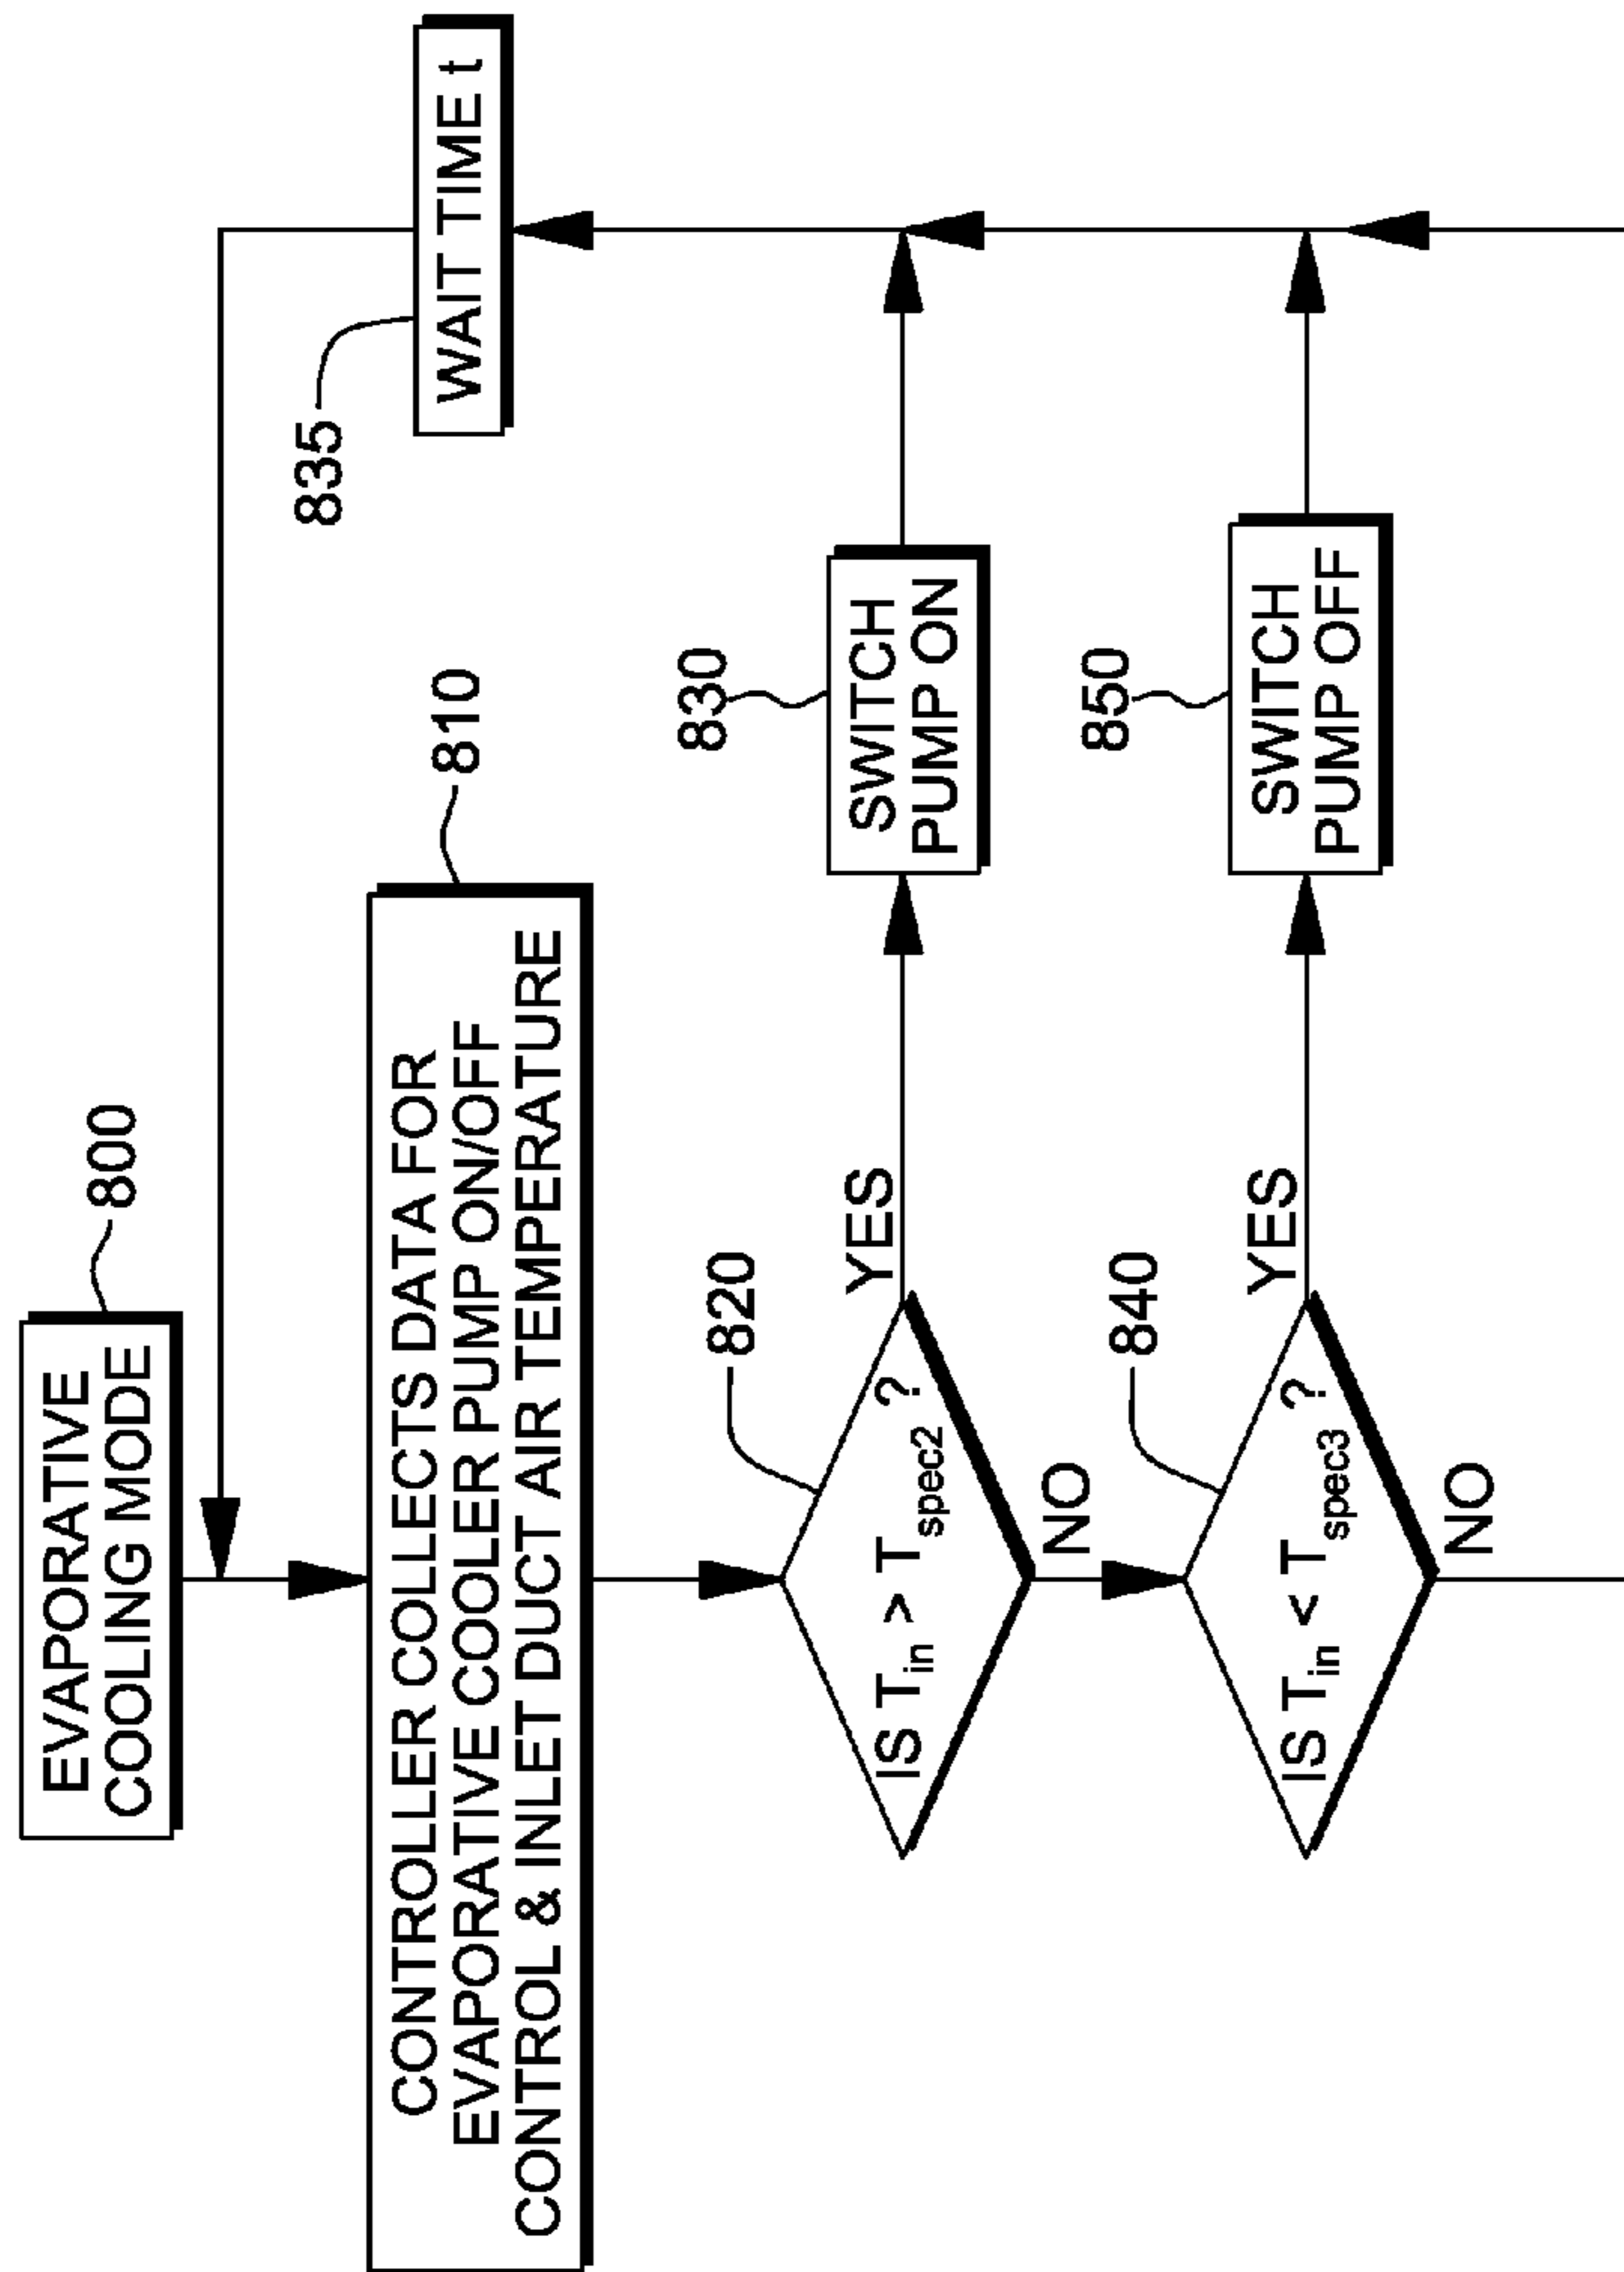 800
EVAPORATIVE
COOLING MODE
835
WAIT TIME t
810
CONTROLLER COLLECTS DATA FOR
EVAPORATIVE COOLER PUMP ON/OFF
CONTROL & INLET DUCT AIR TEMPERATURE
820
IS Tin > Tspec2 ?
YES
NO
830
SWITCH
PUMP ON
840
IS Tin < Tspec3 ?
YES
NO
850
SWITCH
PUMP OFF